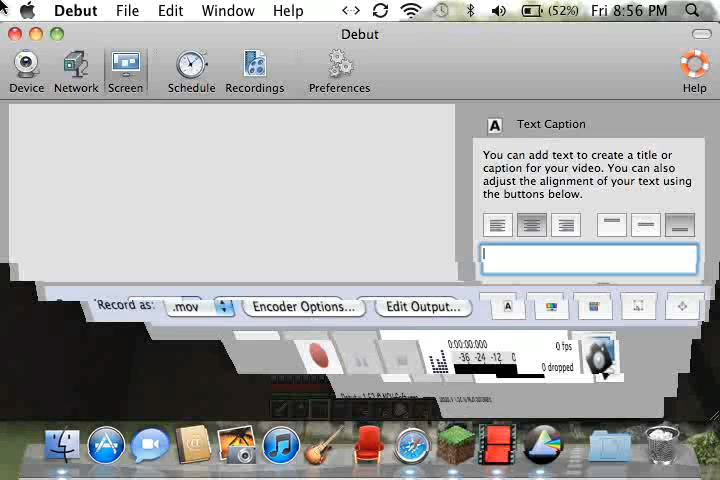 Debut File Edit Window Help (52%) Fri 8:56 PM
Debut
Device Network Screen Schedule Recordings Preferences Help
A Text Caption
You can add text to create a title or
caption for your video. You can also
adjust the alignment of your text using
the buttons below.
Record as: .mov Encoder Options... Edit Output... A
0:00:00:000 0 fps
-36 -24 -12 0
0 dropped